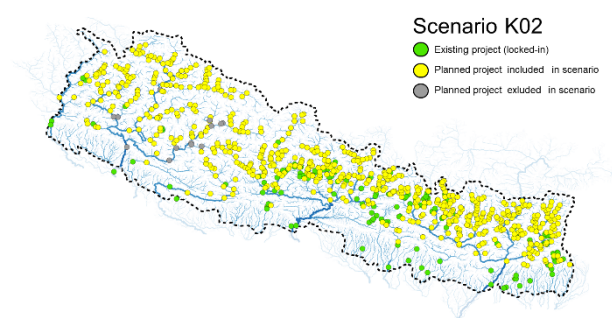 Scenario K02
Existing project (locked-in)
Planned project included in scenario
Planned project exluded in scenario